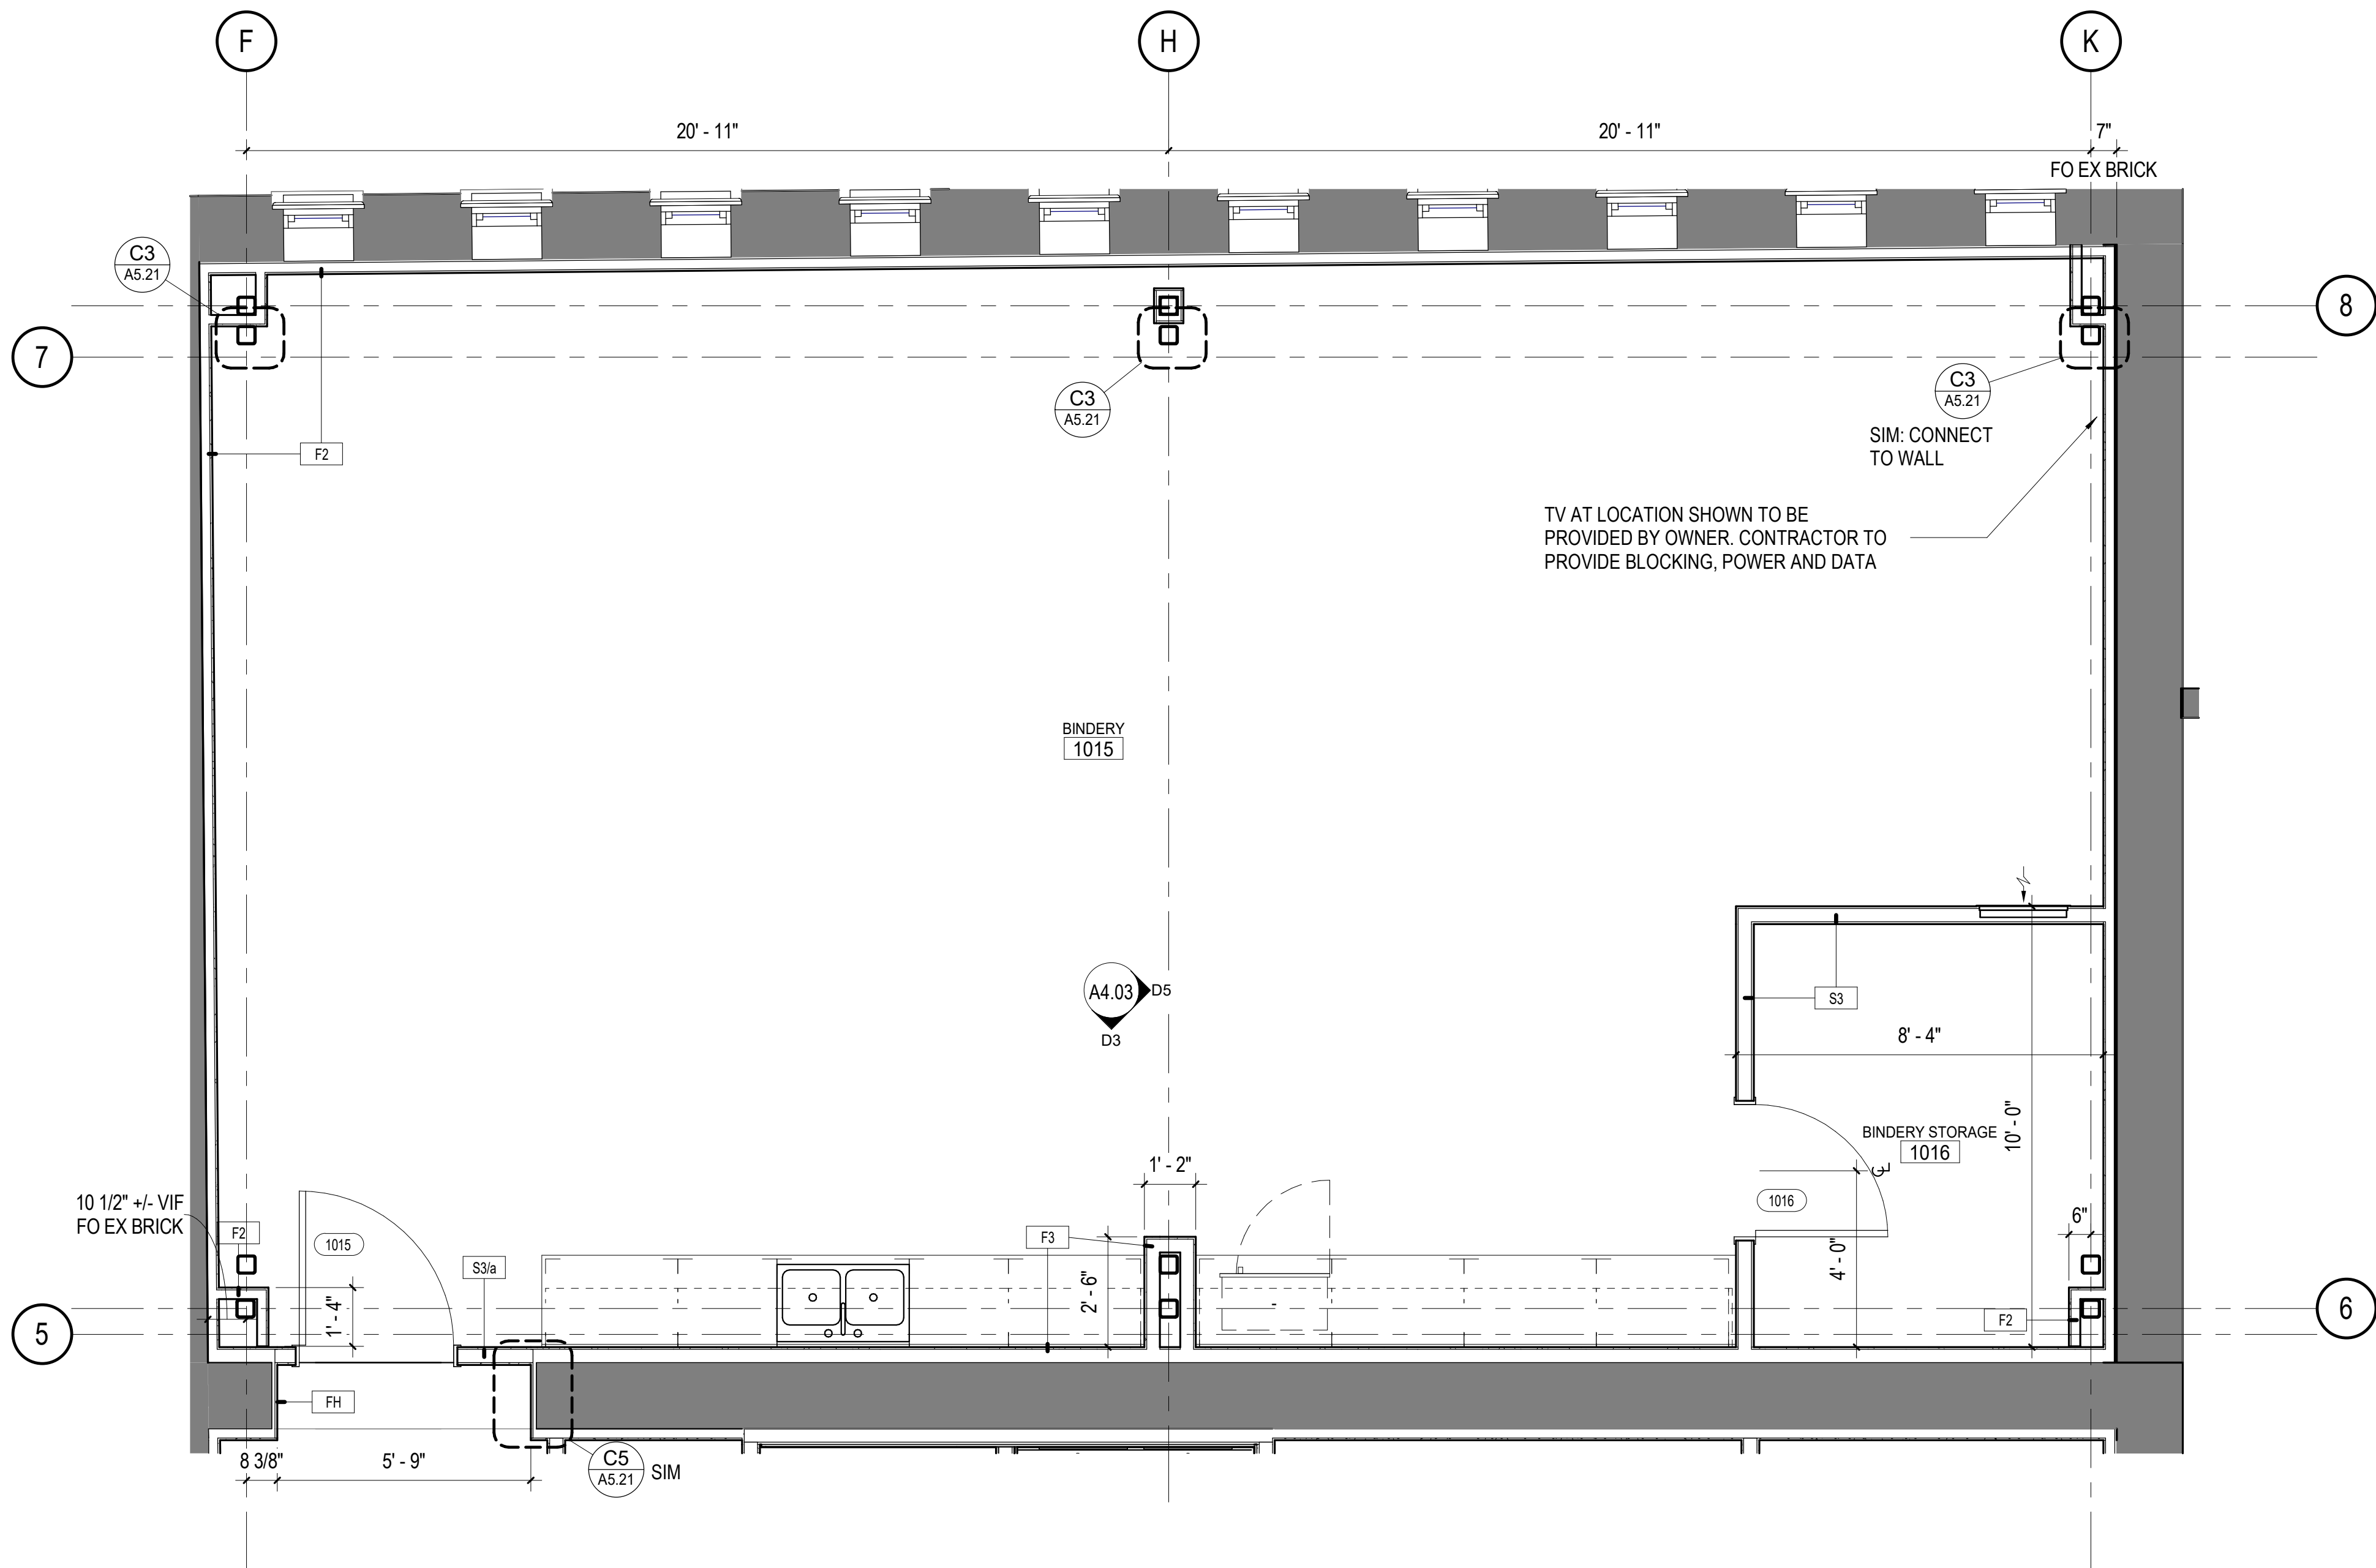 F
H
K
20' - 11"
20' - 11"
7"
FO EX BRICK
C3
A5.21
8
7
C3
A5.21
C3
A5.21
SIM: CONNECT
TO WALL
F2
TV AT LOCATION SHOWN TO BE
PROVIDED BY OWNER. CONTRACTOR TO
PROVIDE BLOCKING, POWER AND DATA
BINDERY
1015
A4.03
D5
D3
S3
8' - 4"
BINDERY STORAGE
1016
10' - 0"
1' - 2"
CL
1016
10 1/2" +/- VIF
FO EX BRICK
F2
1015
S3/a
F3
6"
4' - 0"
2' - 6"
1' - 4"
5
6
F2
FH
8 3/8"
5' - 9"
C5
A5.21
SIM